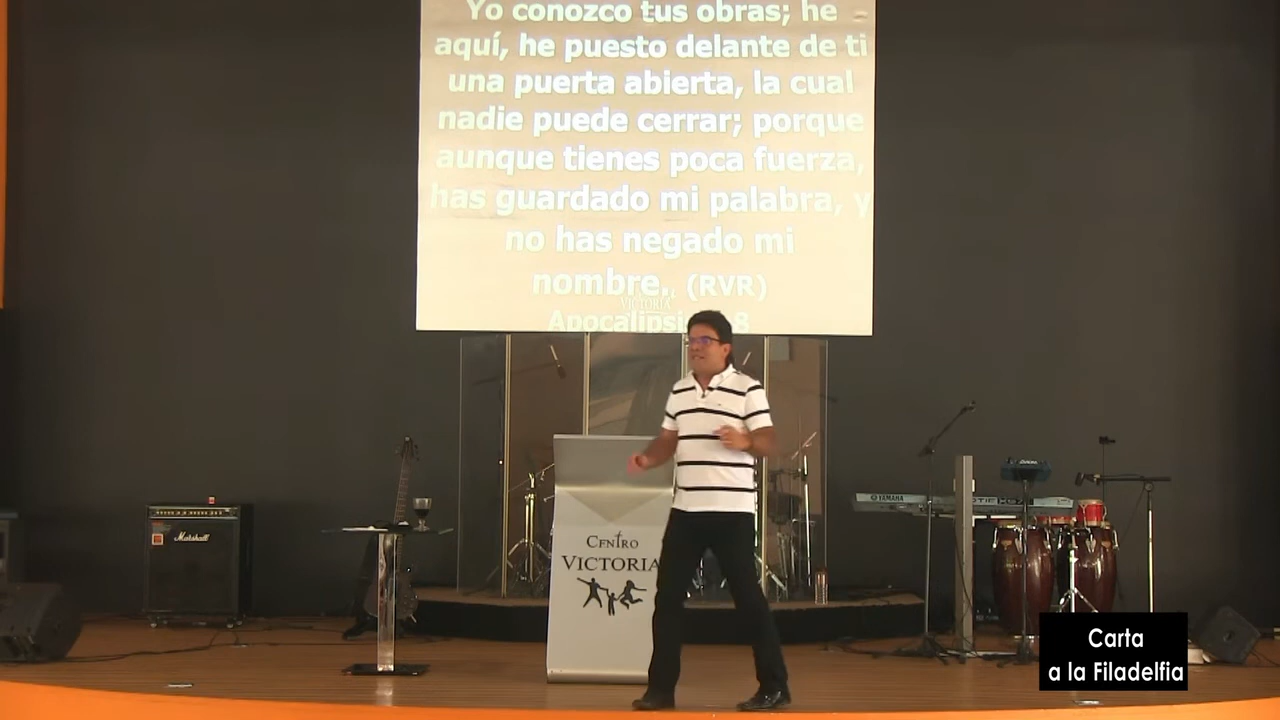 Yo conozco tus obras; he
aquí, he puesto delante de ti
una puerta abierta, la cual
nadie puede cerrar; porque
aunque tienes poca fuerza,
has guardado mi palabra, y
no has negado mi
nombre.. (RVR)
VICTORIA
8
Marshall
CENTRO
VICTORIA
YAMAHA
Carta
a la Filadelfia